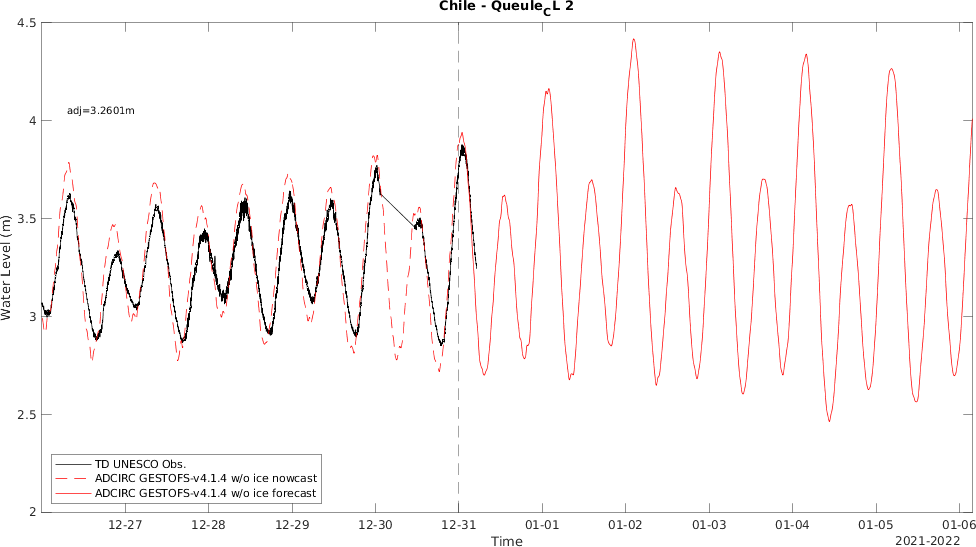 Chile - QueuleCL 2
4.5
4
3.5
3
2.5
2
Water Level (m)
adj=3.2601m
TD UNESCO Obs.
ADCIRC GESTOFS-v4.1.4 w/o ice nowcast
ADCIRC GESTOFS-v4.1.4 w/o ice forecast
12-27 12-28 12-29 12-30 12-31 01-01 01-02 01-03 01-04 01-05 01-06
Time
2021-2022